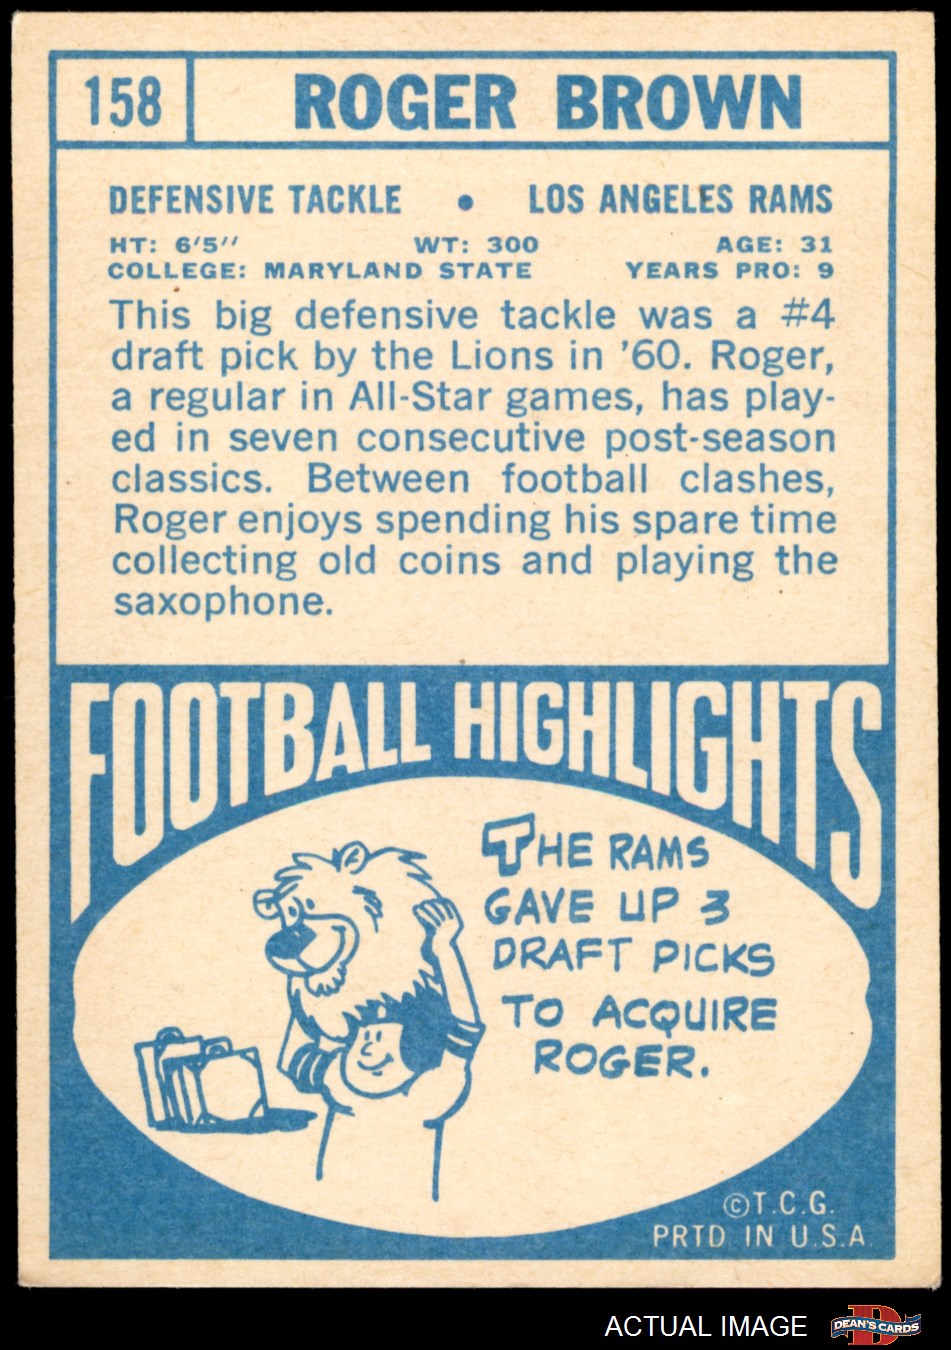 158 ROGER BROWN
DEFENSIVE TACKLE • LOS ANGELES RAMS
HT: 6'5'' WT: 300 AGE: 31
COLLEGE: MARYLAND STATE YEARS PRO: 9
This big defensive tackle was a #4
draft pick by the Lions in '60. Roger,
a regular in All-Star games, has play-
ed in seven consecutive post-season
classics. Between football clashes,
Roger enjoys spending his spare time
collecting old coins and playing the
saxophone.
FOOTBALL HIGHLIGHTS
THE RAMS
GAVE UP 3
DRAFT PICKS
TO ACQUIRE
ROGER.
©T.C.G.
PRTD. IN U.S.A.
ACTUAL IMAGE
D
DEAN'S CARDS